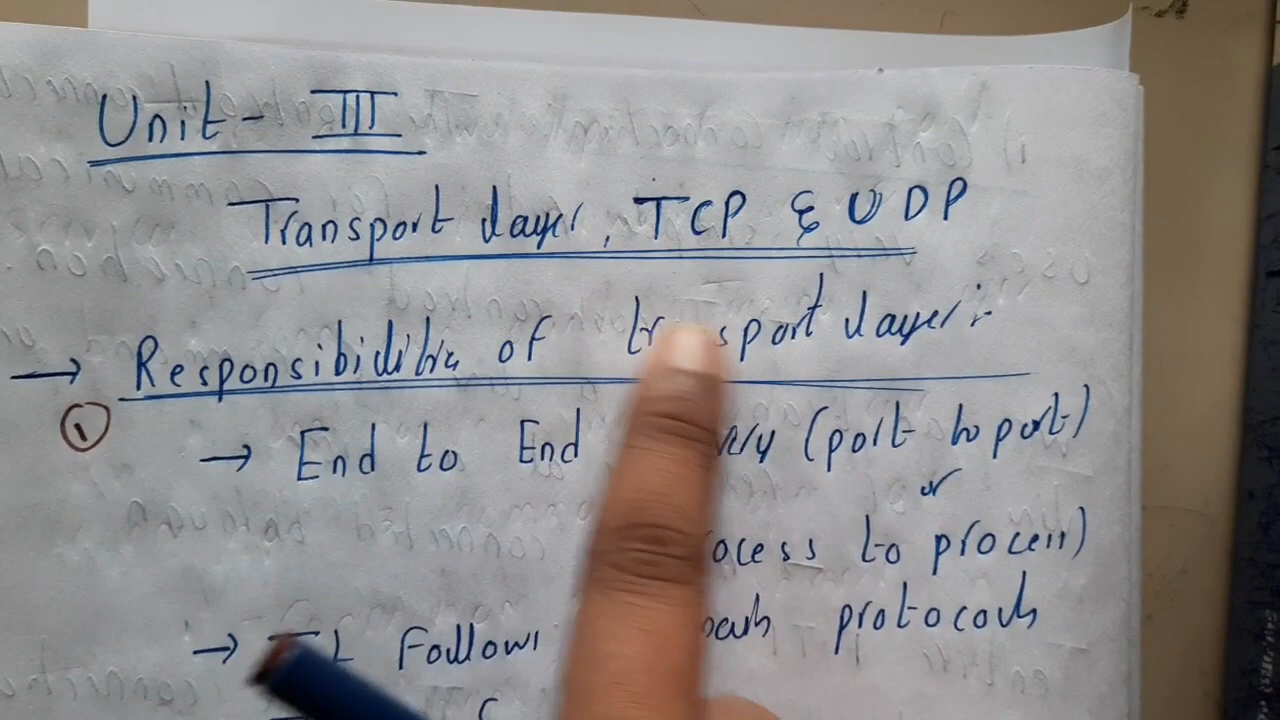 Unit- III
Transport layer, TCP & UDP
→ Responsibilities of transport layer:-
①
→ End to End (port to port)
or
to process)
→ TL Follows protocols